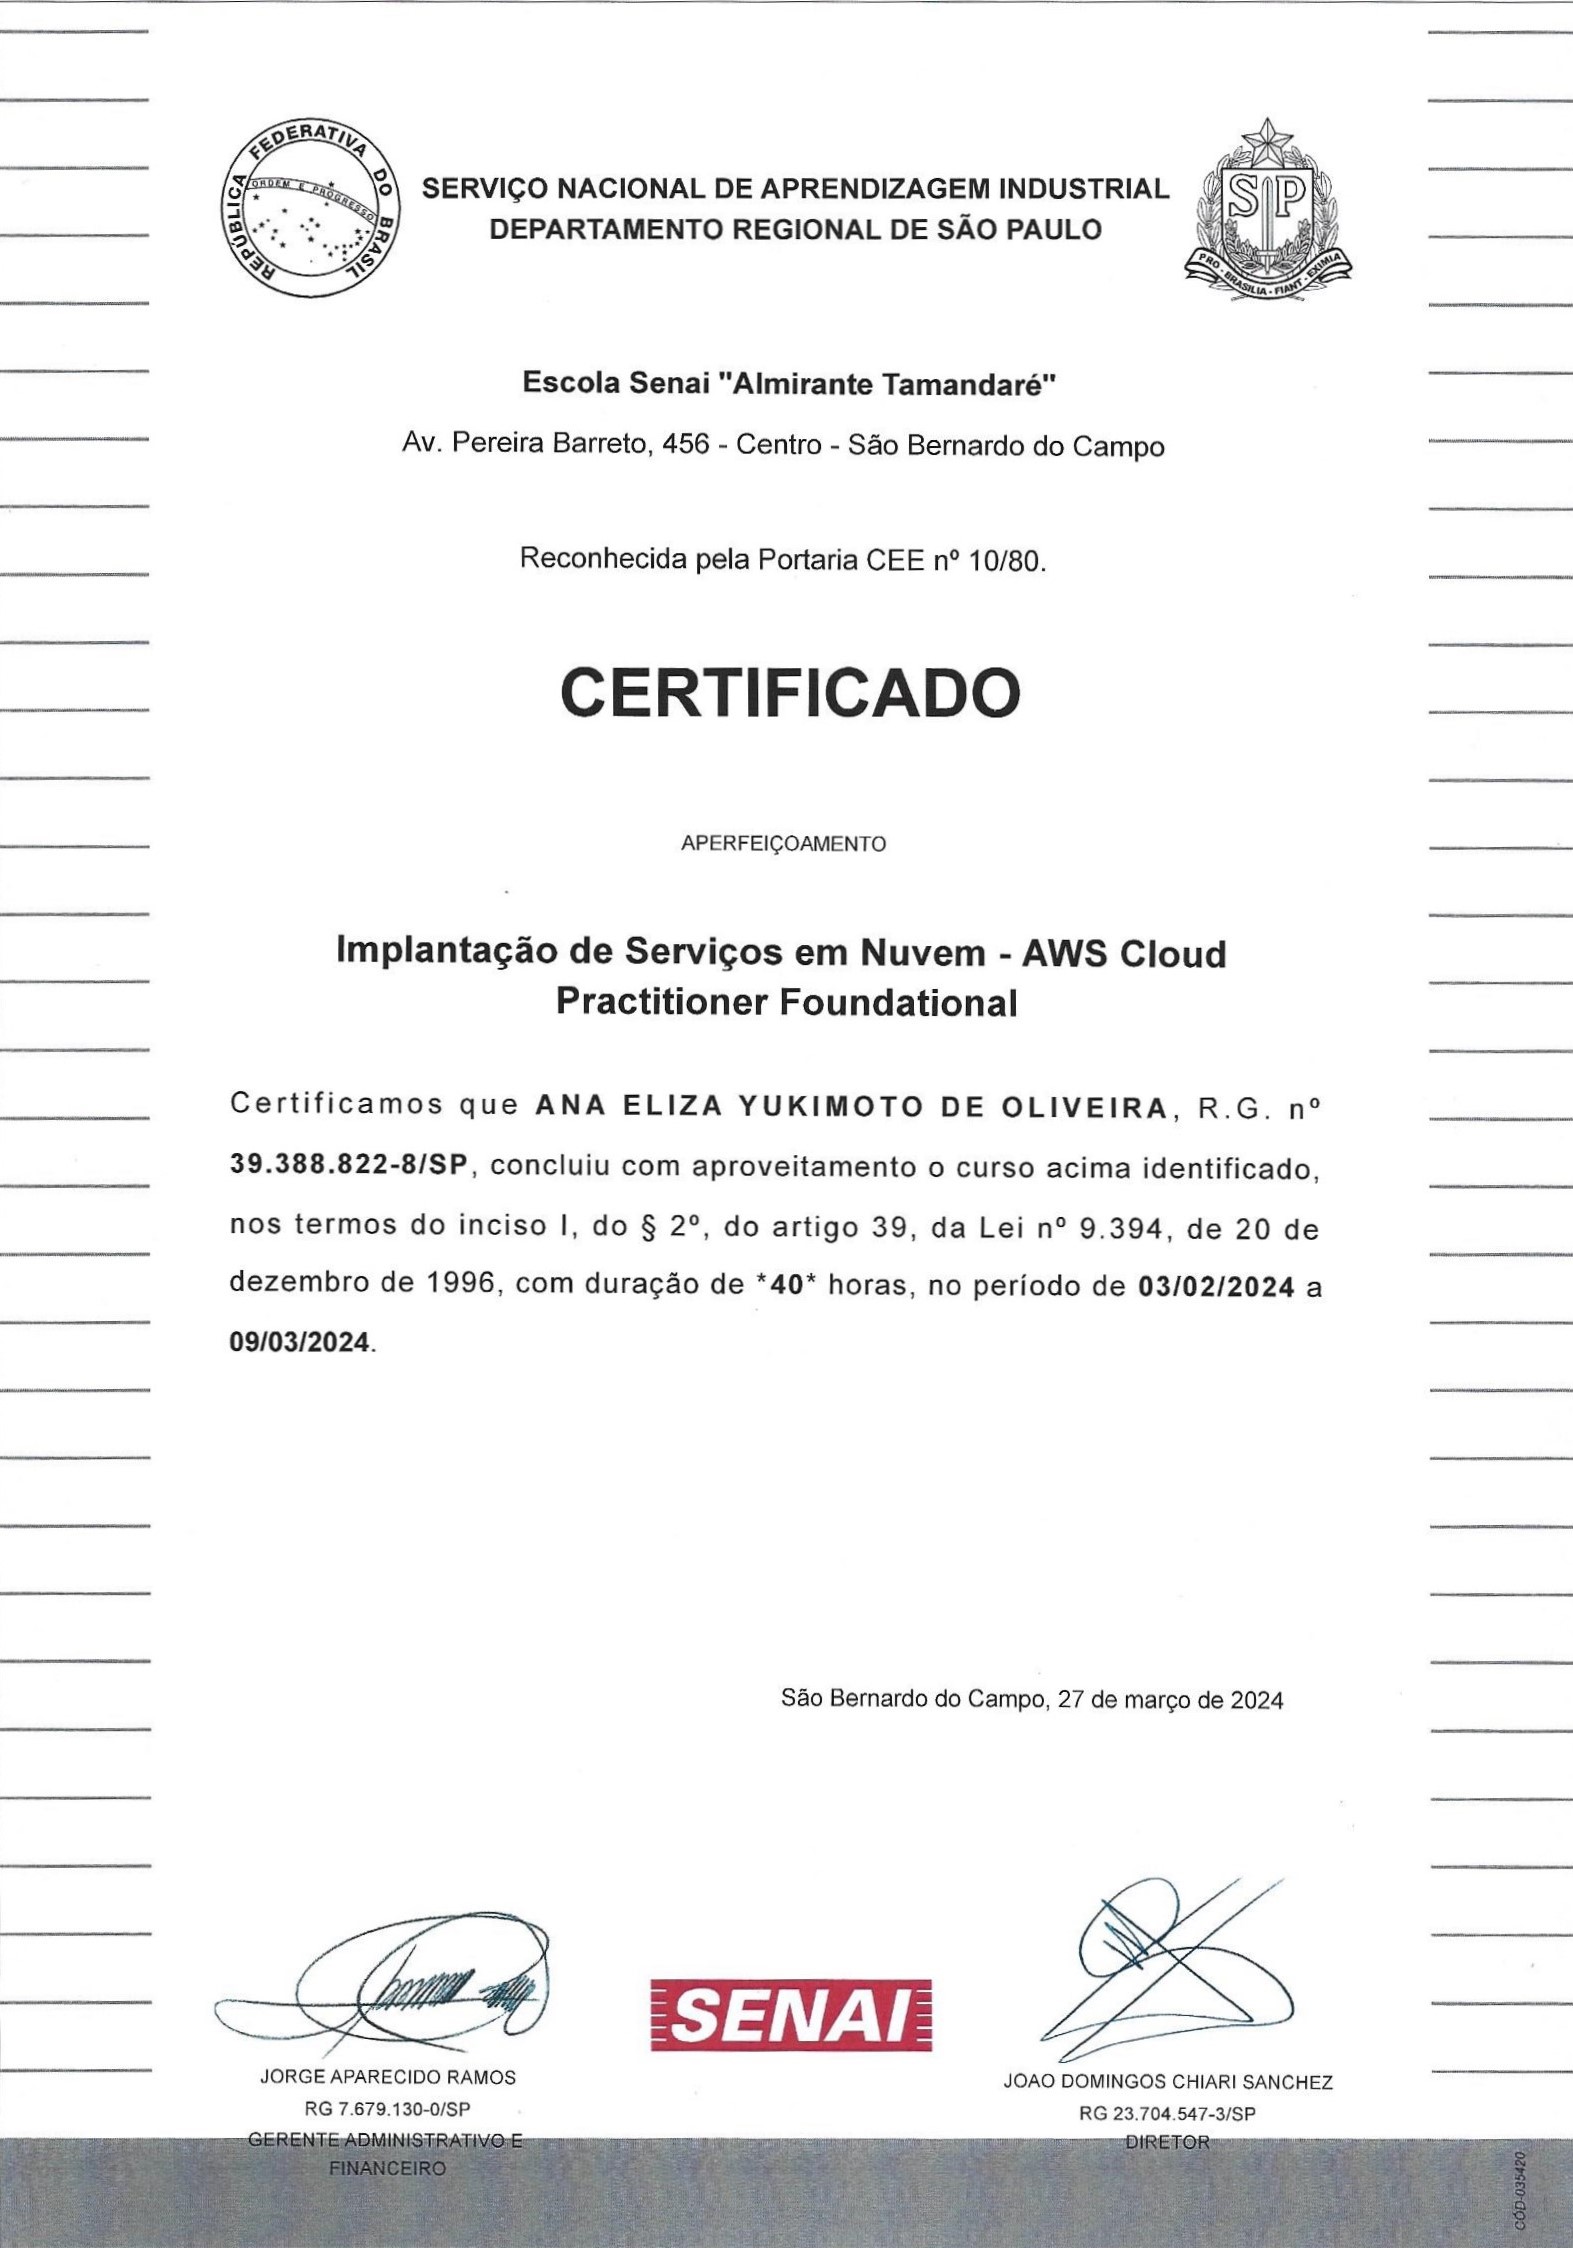 REPÚBLICA FEDERATIVA DO BRASIL
ORDEM E PROGRESSO
SERVIÇO NACIONAL DE APRENDIZAGEM INDUSTRIAL
DEPARTAMENTO REGIONAL DE SÃO PAULO
SP
PRO - BRASILIA - FIANT - EXIMIA
Escola Senai "Almirante Tamandaré"
Av. Pereira Barreto, 456 - Centro - São Bernardo do Campo
Reconhecida pela Portaria CEE nº 10/80.
CERTIFICADO
APERFEIÇOAMENTO
Implantação de Serviços em Nuvem - AWS Cloud
Practitioner Foundational
Certificamos que ANA ELIZA YUKIMOTO DE OLIVEIRA, R.G. nº
39.388.822-8/SP, concluiu com aproveitamento o curso acima identificado,
nos termos do inciso I, do § 2º, do artigo 39, da Lei nº 9.394, de 20 de
dezembro de 1996, com duração de *40* horas, no período de 03/02/2024 a
09/03/2024.
São Bernardo do Campo, 27 de março de 2024
SENAI
JORGE APARECIDO RAMOS
RG 7.679.130-0/SP
GERENTE ADMINISTRATIVO E
FINANCEIRO
JOAO DOMINGOS CHIARI SANCHEZ
RG 23.704.547-3/SP
DIRETOR
CÓD-035420